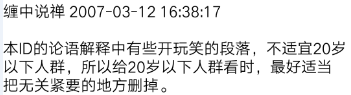 缠中说禅 2007-03-12 16:38:17
本ID的论语解释中有些开玩笑的段落，不适宜20岁
以下人群，所以给20岁以下人群看时，最好适当
把无关紧要的地方删掉。